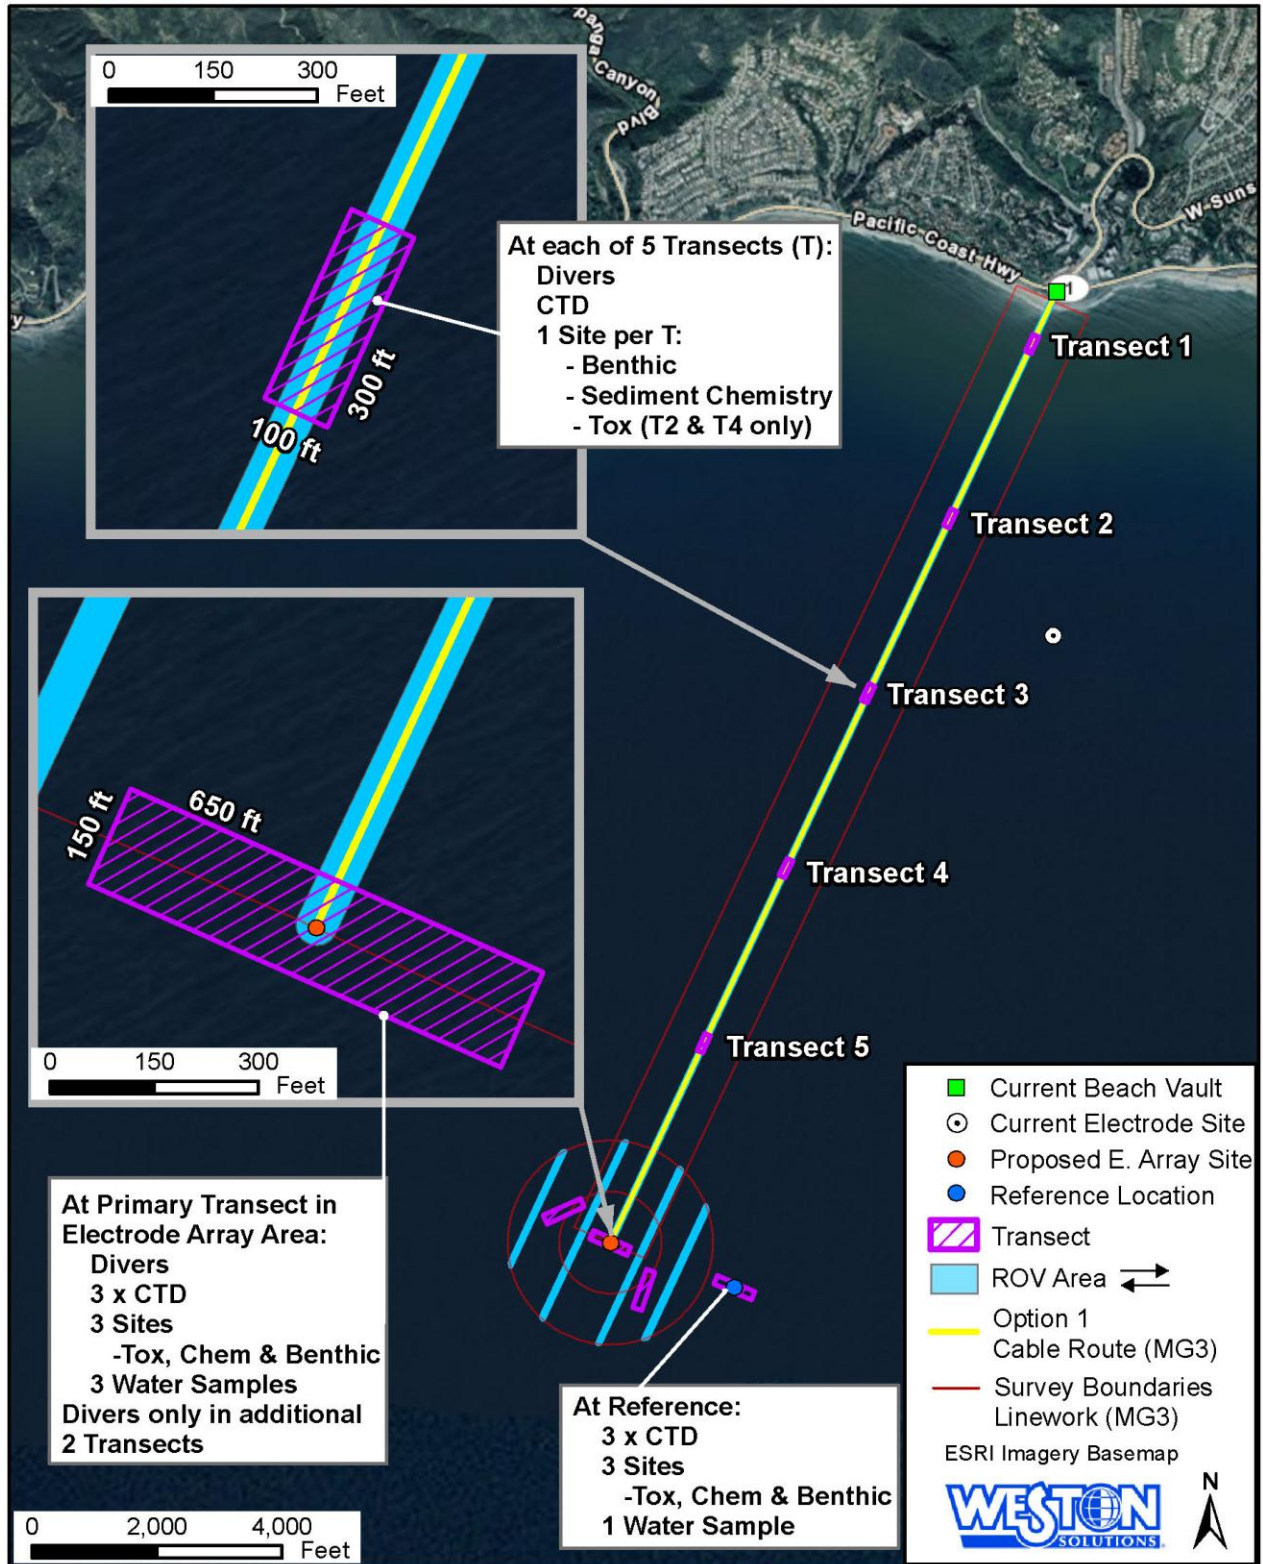 0 150 300
Feet
panga Canyon
Blvd
At each of 5 Transects (T):
Divers
CTD
1 Site per T:
- Benthic
- Sediment Chemistry
- Tox (T2 & T4 only)
300 ft
100 ft
Pacific Coast Hwy
W-Suns
1
y
Transect 1
Transect 2
Transect 3
Transect 4
Transect 5
650 ft
150 ft
0 150 300
Feet
At Primary Transect in
Electrode Array Area:
Divers
3 x CTD
3 Sites
-Tox, Chem & Benthic
3 Water Samples
Divers only in additional
2 Transects
At Reference:
3 x CTD
3 Sites
-Tox, Chem & Benthic
1 Water Sample
0 2,000 4,000
Feet
Current Beach Vault
Current Electrode Site
Proposed E. Array Site
Reference Location
Transect
ROV Area
Option 1
Cable Route (MG3)
Survey Boundaries
Linework (MG3)
ESRI Imagery Basemap
WESTON
SOLUTIONS.
N